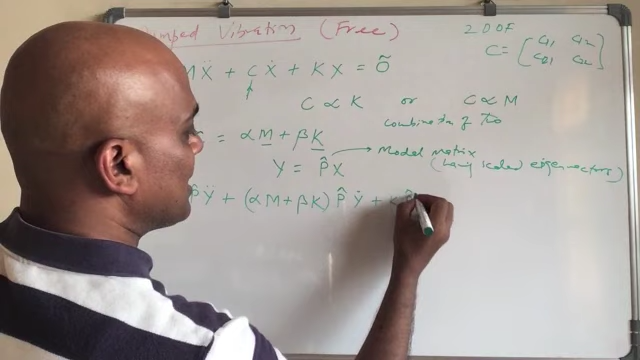 mped Vibration (Free)
2 DOF
C = [C11 C12
C21 C22]
MẌ + CẊ + KX = Õ
C ∝ K or C ∝ M
combination of two
= αM + βK
Y = P̂X → Modal matrix
(having scaled eigenvectors)
P̂Ÿ + (αM+βK) P̂Ẏ + K P̂